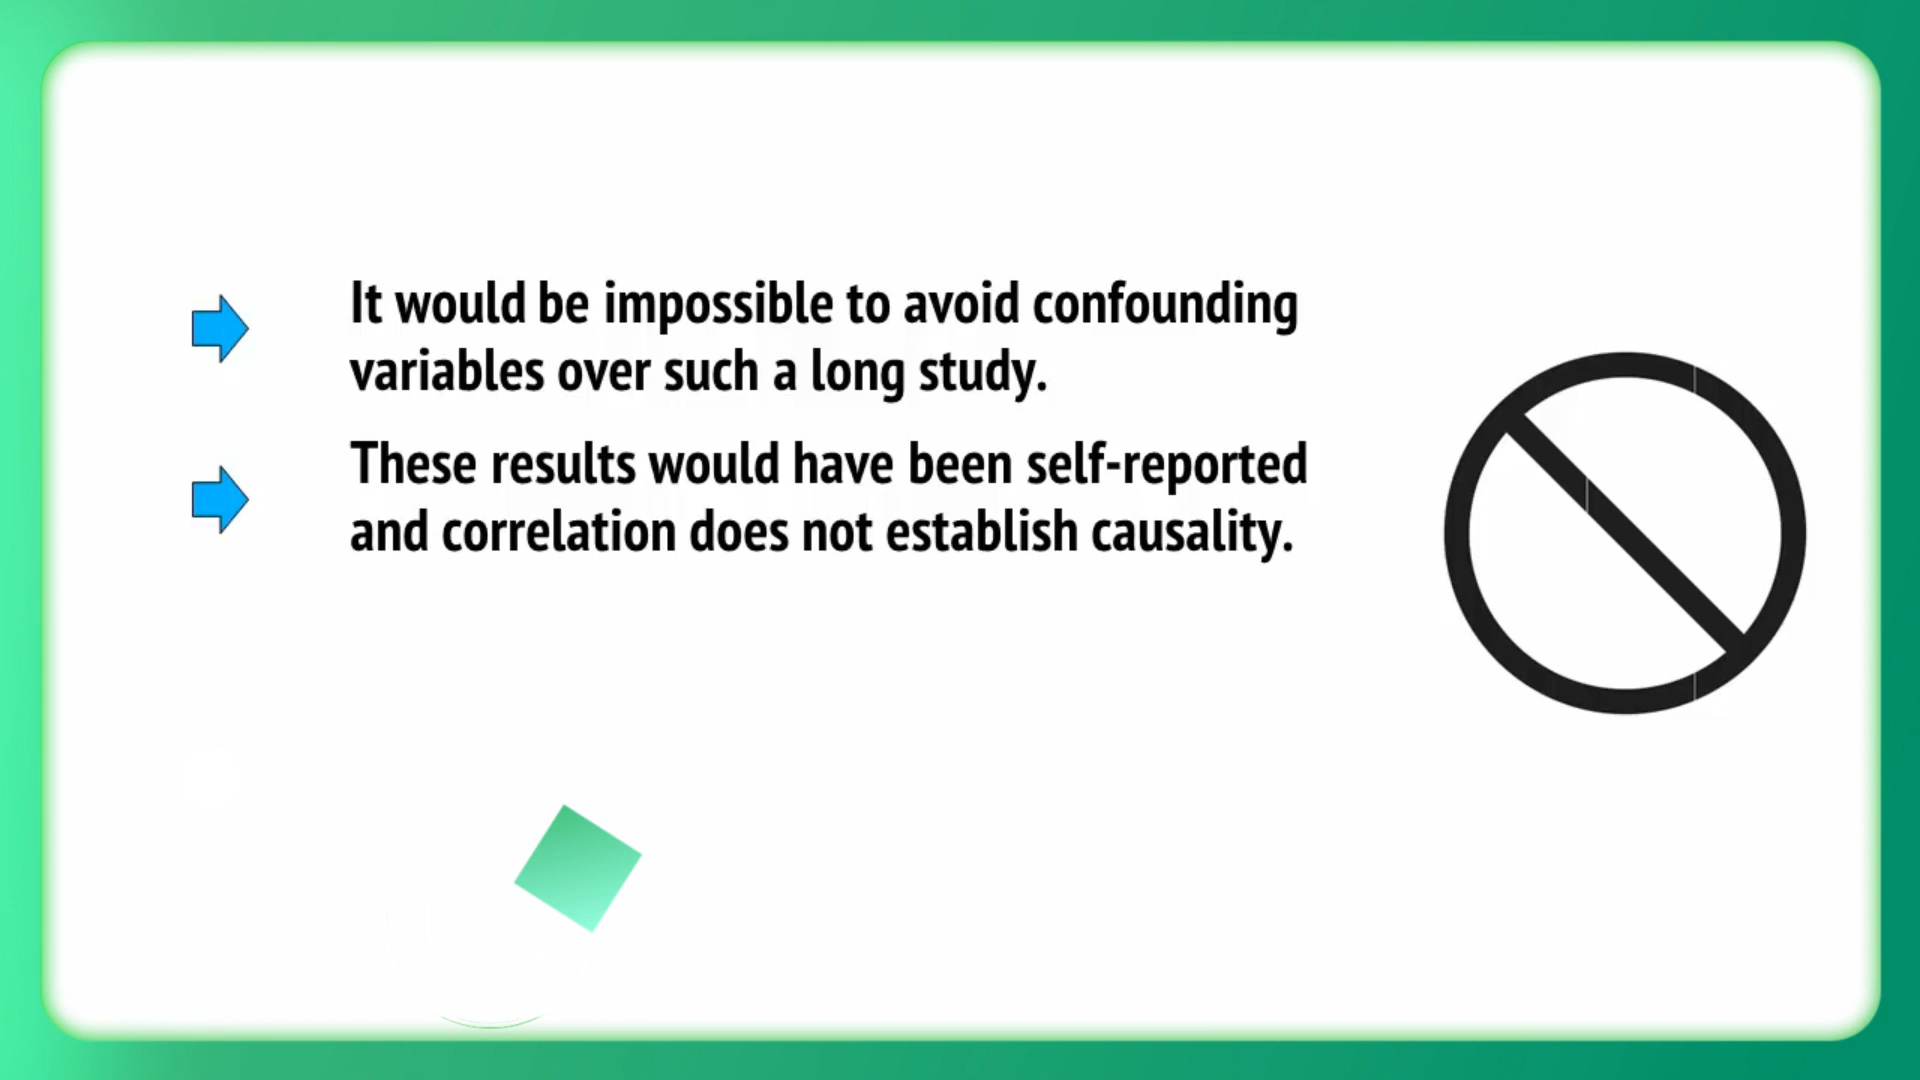 It would be impossible to avoid confounding
variables over such a long study.
These results would have been self-reported
and correlation does not establish causality.